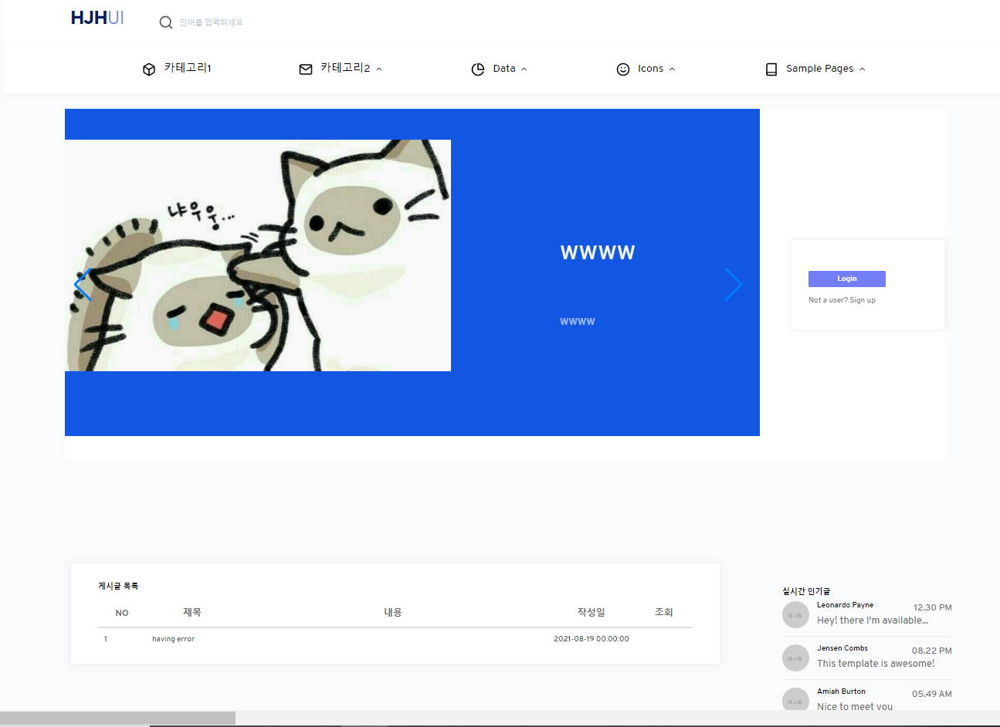 HJHUI
단어를 입력하세요
카테고리1
카테고리2
Data
Icons
Sample Pages
냐우웅...
WWWW
WWWW
Login
Not a user? Sign up
게시글 목록
NO 제목 내용 작성일 조회
1 having error 2021-08-19 00:00:00
실시간 인기글
Leonardo Payne 12.30 PM
Hey! there I'm available...
Jensen Combs 08.22 PM
This template is awesome!
Amiah Burton 05.49 AM
Nice to meet you